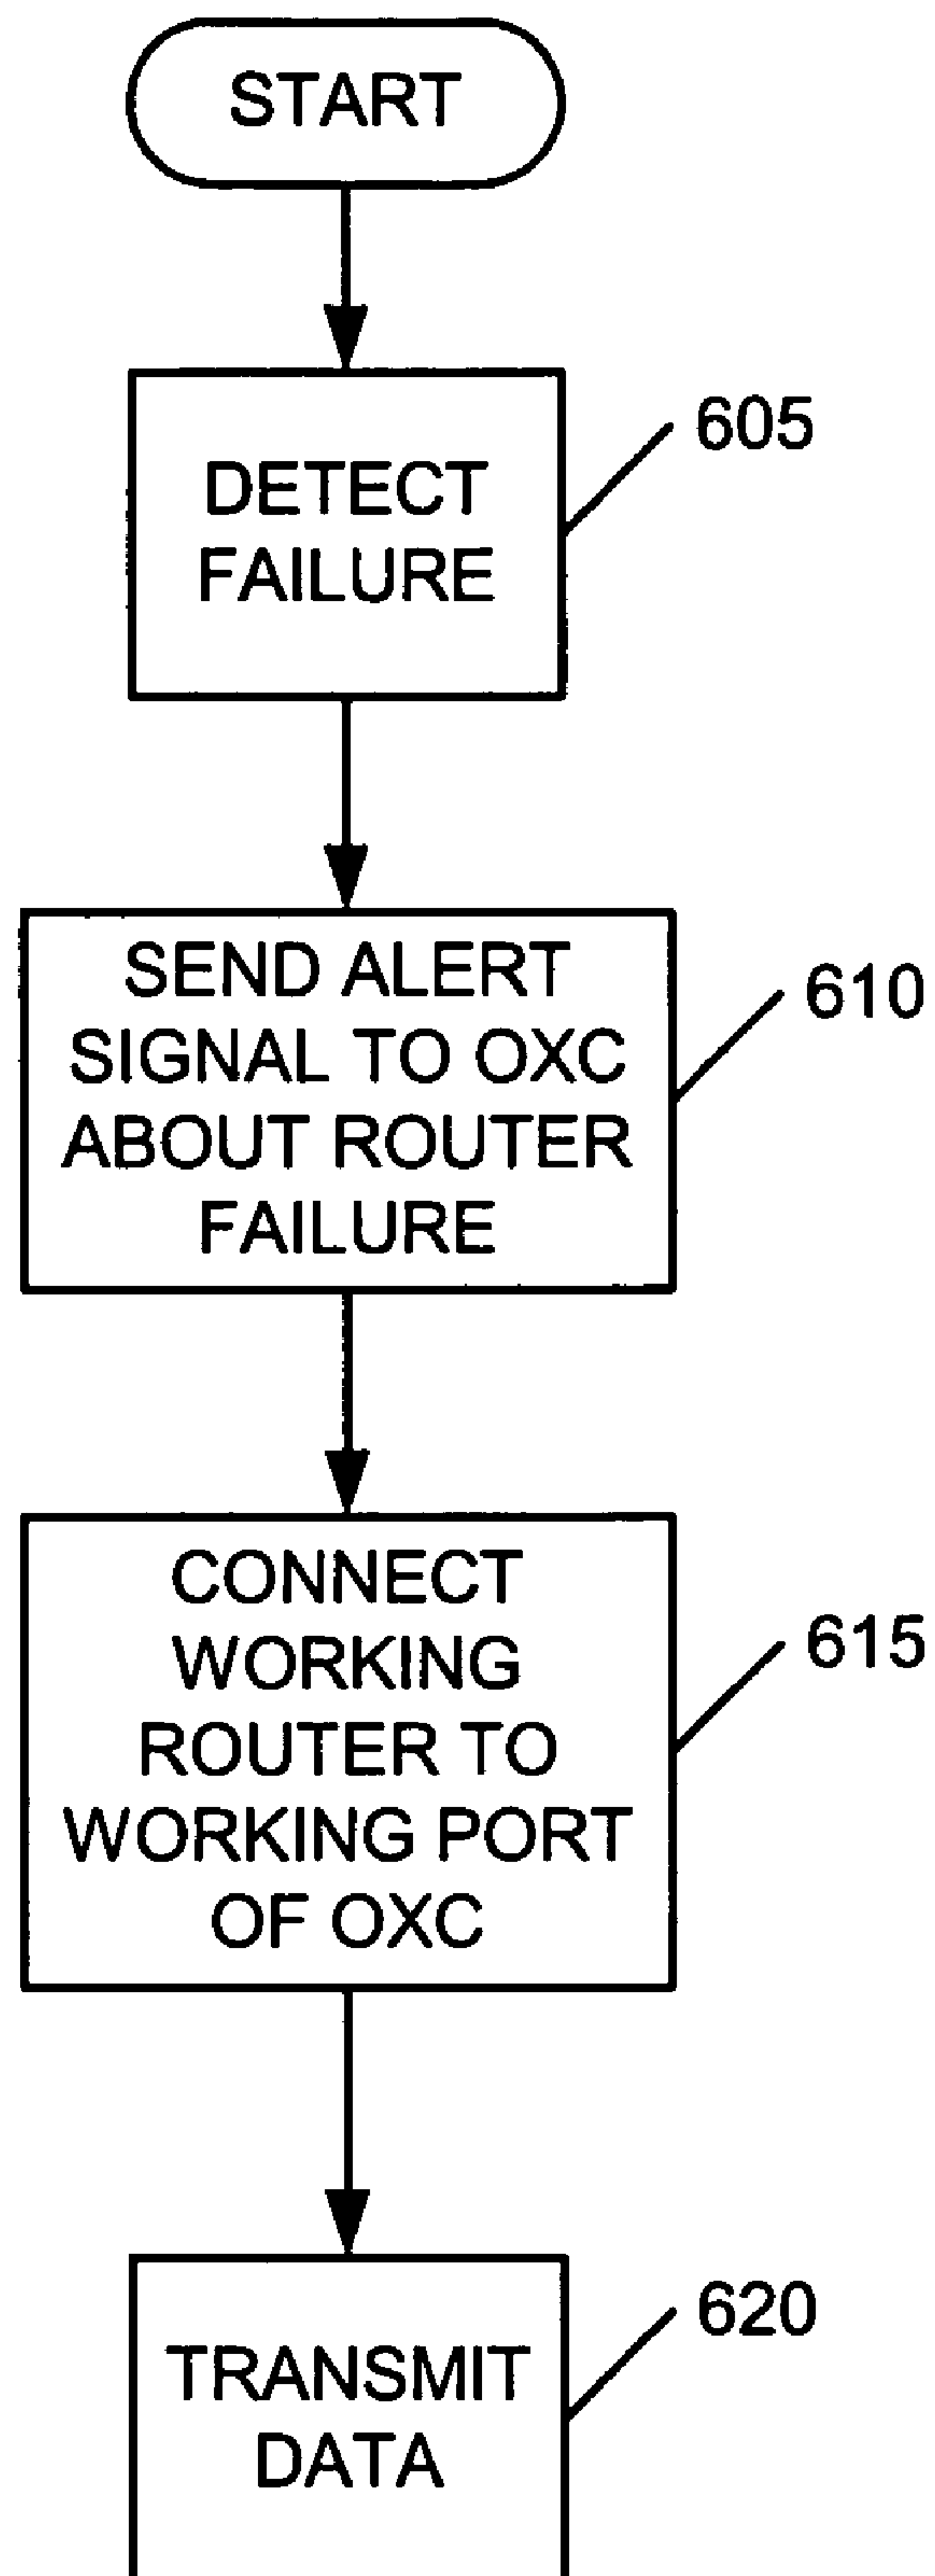 START
DETECT
FAILURE
605
SEND ALERT
SIGNAL TO OXC
ABOUT ROUTER
FAILURE
610
CONNECT
WORKING
ROUTER TO
WORKING PORT
OF OXC
615
TRANSMIT
DATA
620